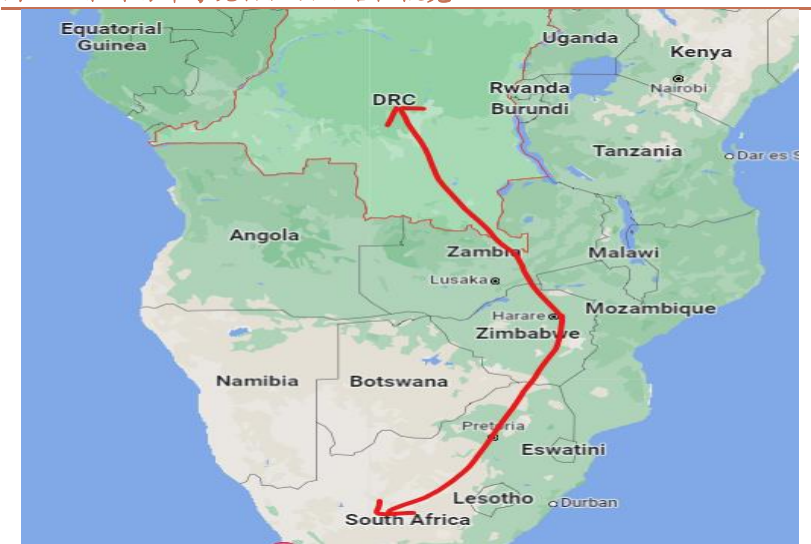 Equatorial
Guinea
Uganda
Kenya
Nairobi
DRC
Rwanda
Burundi
Tanzania
Dar es S
Angola
Zambia
Malawi
Lusaka
Harare
Mozambique
Zimbabwe
Namibia
Botswana
Pretoria
Eswatini
Lesotho
Durban
South Africa